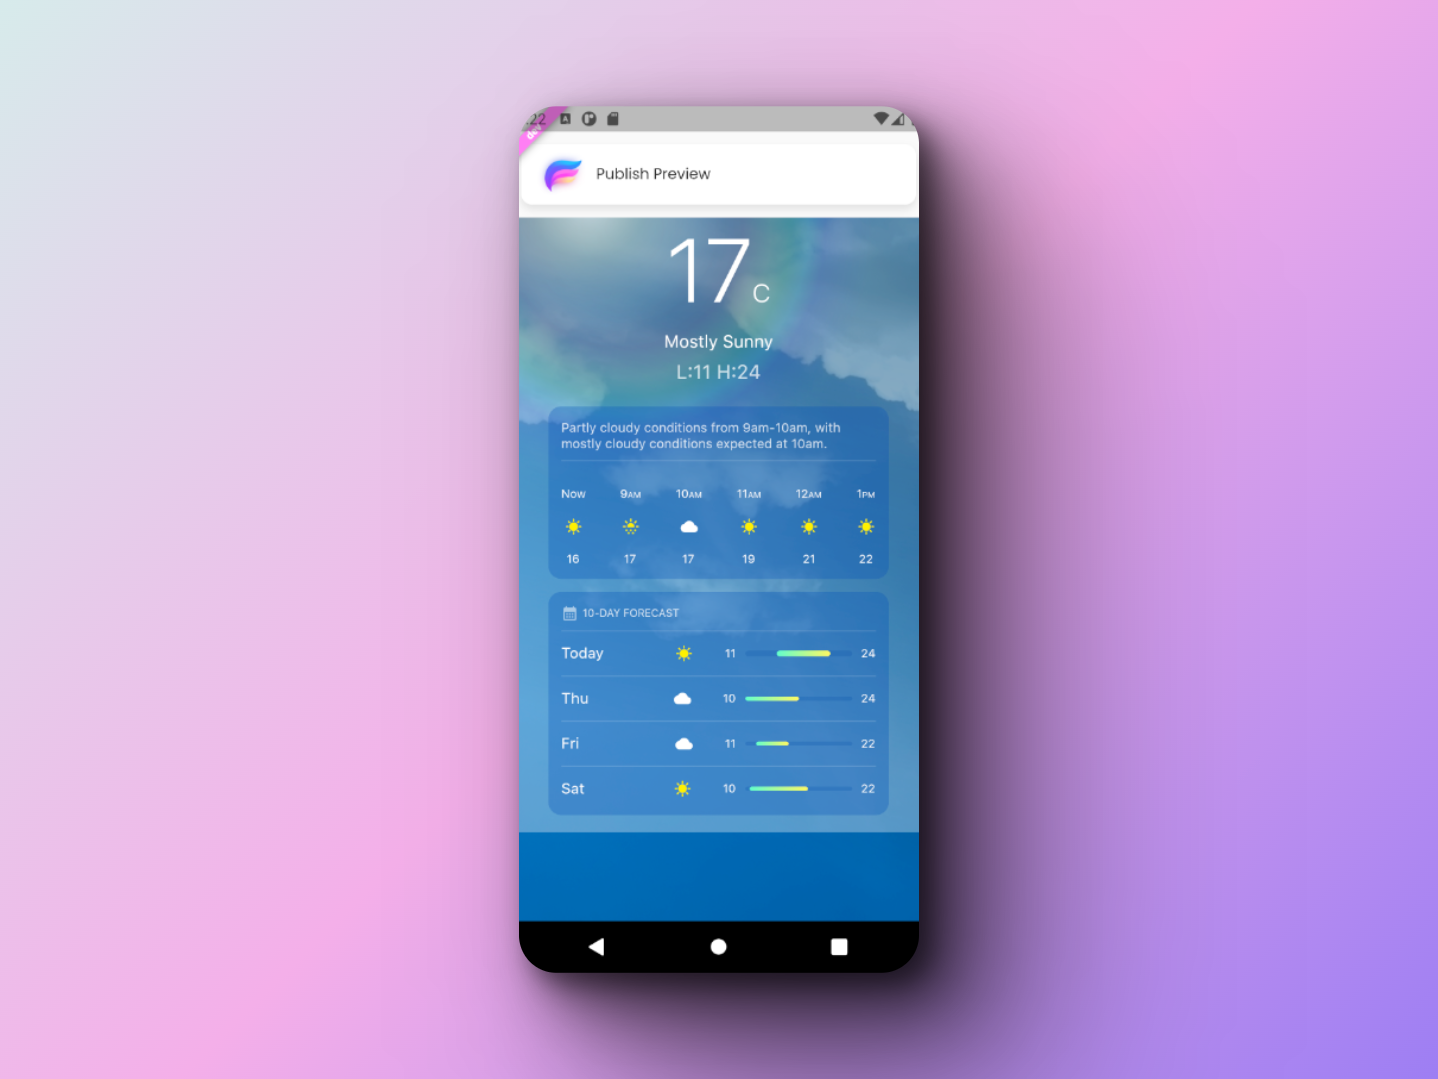 :22
dev
Publish Preview
17 C
Mostly Sunny
L:11 H:24
Partly cloudy conditions from 9am-10am, with
mostly cloudy conditions expected at 10am.
Now 9AM 10AM 11AM 12AM 1PM
16 17 17 19 21 22
10-DAY FORECAST
Today 11 24
Thu 10 24
Fri 11 22
Sat 10 22